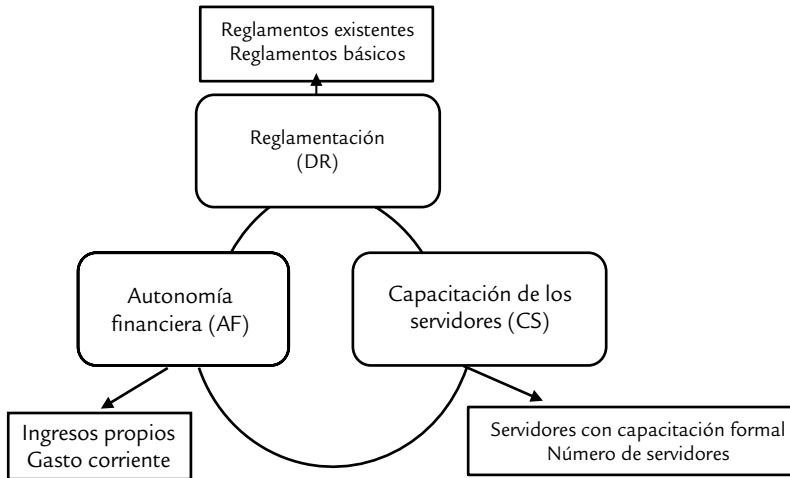 Reglamentos existentes
Reglamentos básicos
Reglamentación
(DR)
Autonomía
financiera (AF)
Capacitación de los
servidores (CS)
Ingresos propios
Gasto corriente
Servidores con capacitación formal
Número de servidores